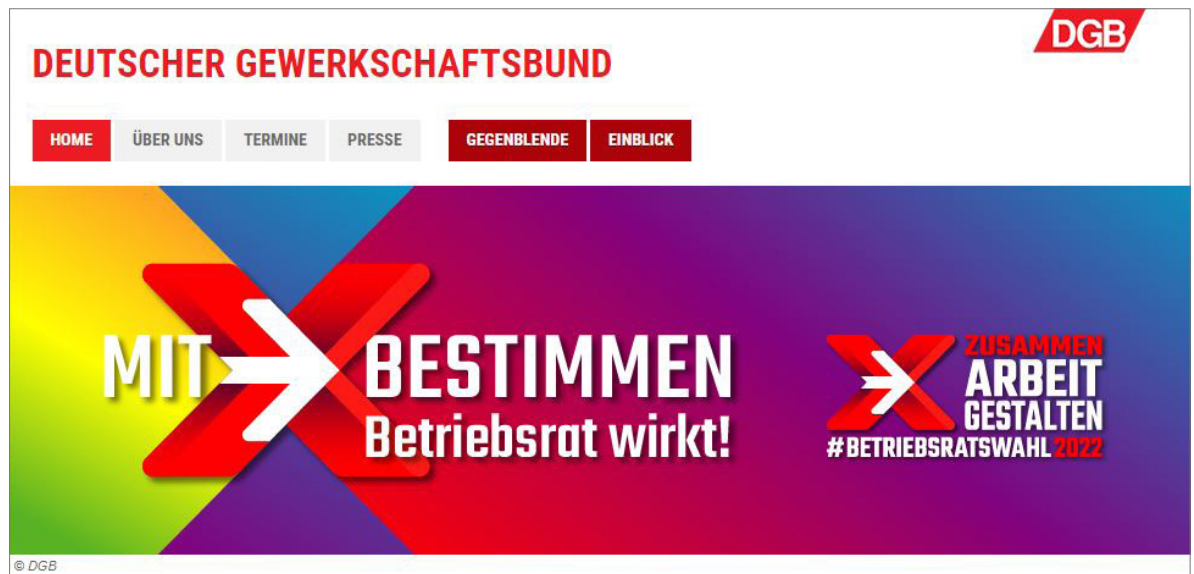 DGB
DEUTSCHER GEWERKSCHAFTSBUND
HOME ÜBER UNS TERMINE PRESSE GEGENBLENDE EINBLICK
MIT BESTIMMEN
Betriebsrat wirkt!
ZUSAMMEN
ARBEIT
GESTALTEN
#BETRIEBSRATSWAHL2022
© DGB